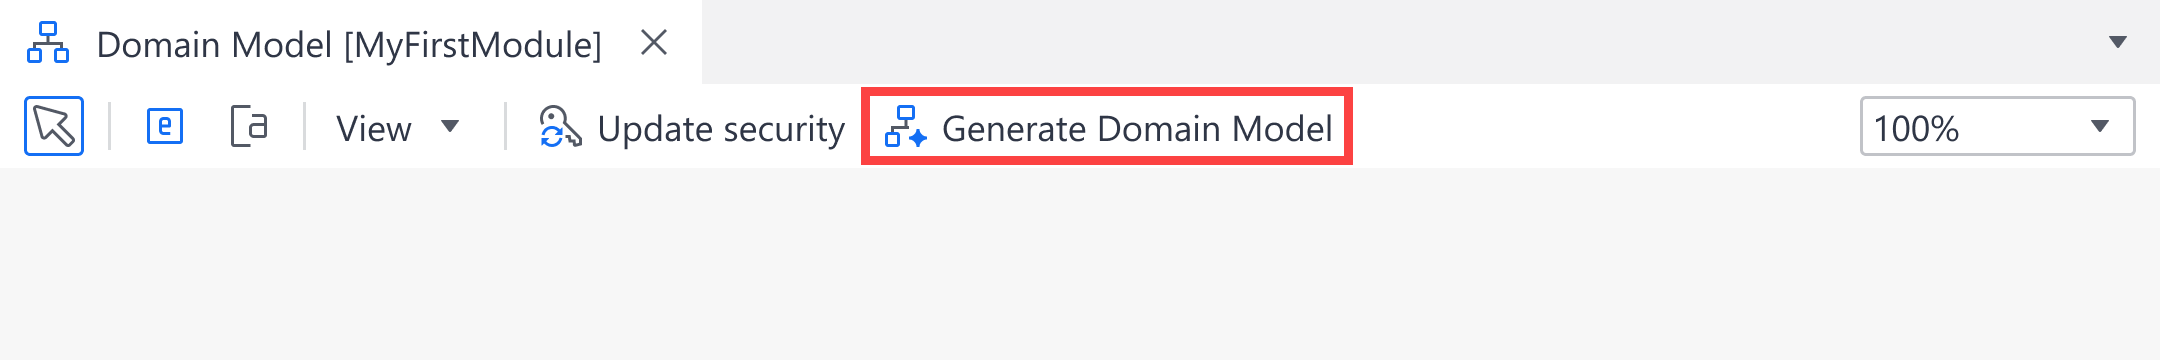 Domain Model [MyFirstModule]
e a View Update security Generate Domain Model 100%